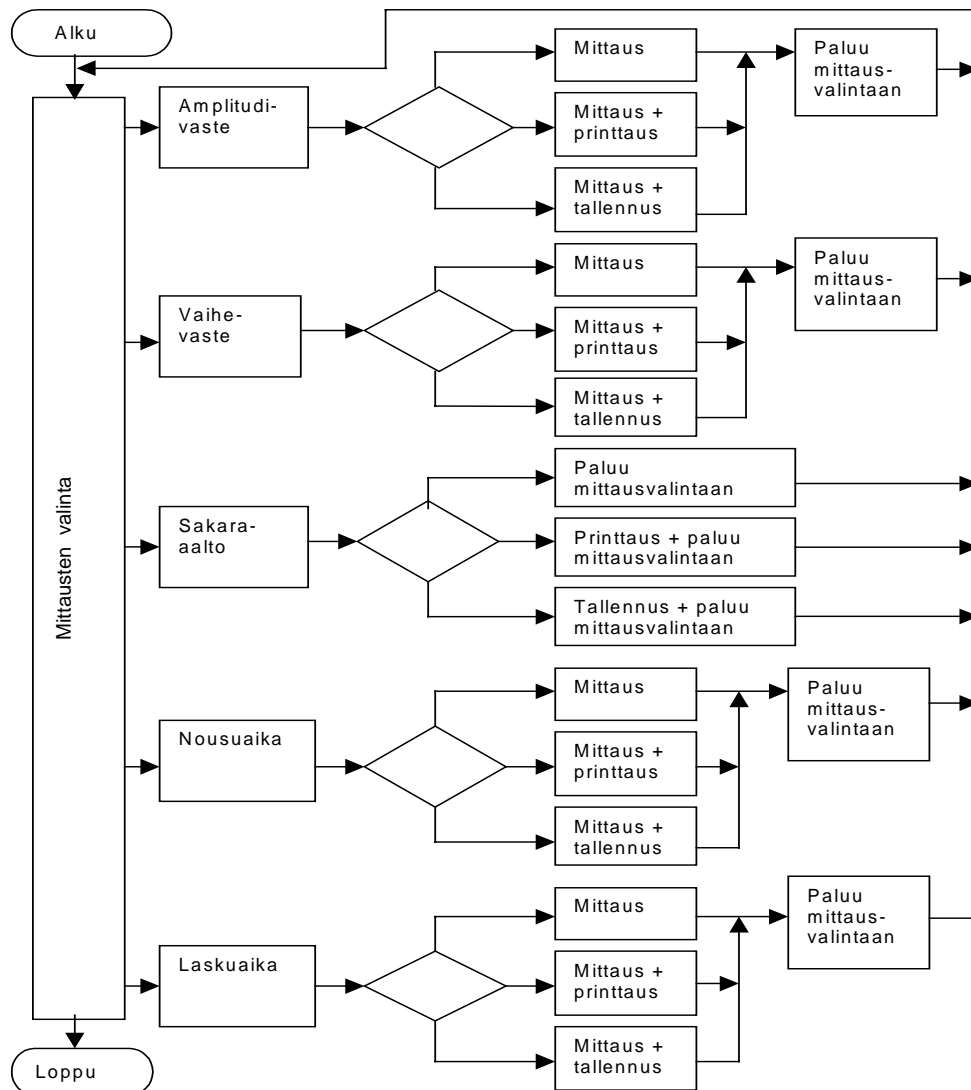 Alku
Mittausten valinta
Amplitudi-
vaste
Mittaus
Mittaus +
printtaus
Mittaus +
tallennus
Paluu
mittaus-
valintaan
Vaihe-
vaste
Mittaus
Mittaus +
printtaus
Mittaus +
tallennus
Paluu
mittaus-
valintaan
Sakara-
aalto
Paluu
mittausvalintaan
Printtaus + paluu
mittausvalintaan
Tallennus + paluu
mittausvalintaan
Nousuaika
Mittaus
Mittaus +
printtaus
Mittaus +
tallennus
Paluu
mittaus-
valintaan
Laskuaika
Mittaus
Mittaus +
printtaus
Mittaus +
tallennus
Paluu
mittaus-
valintaan
Loppu